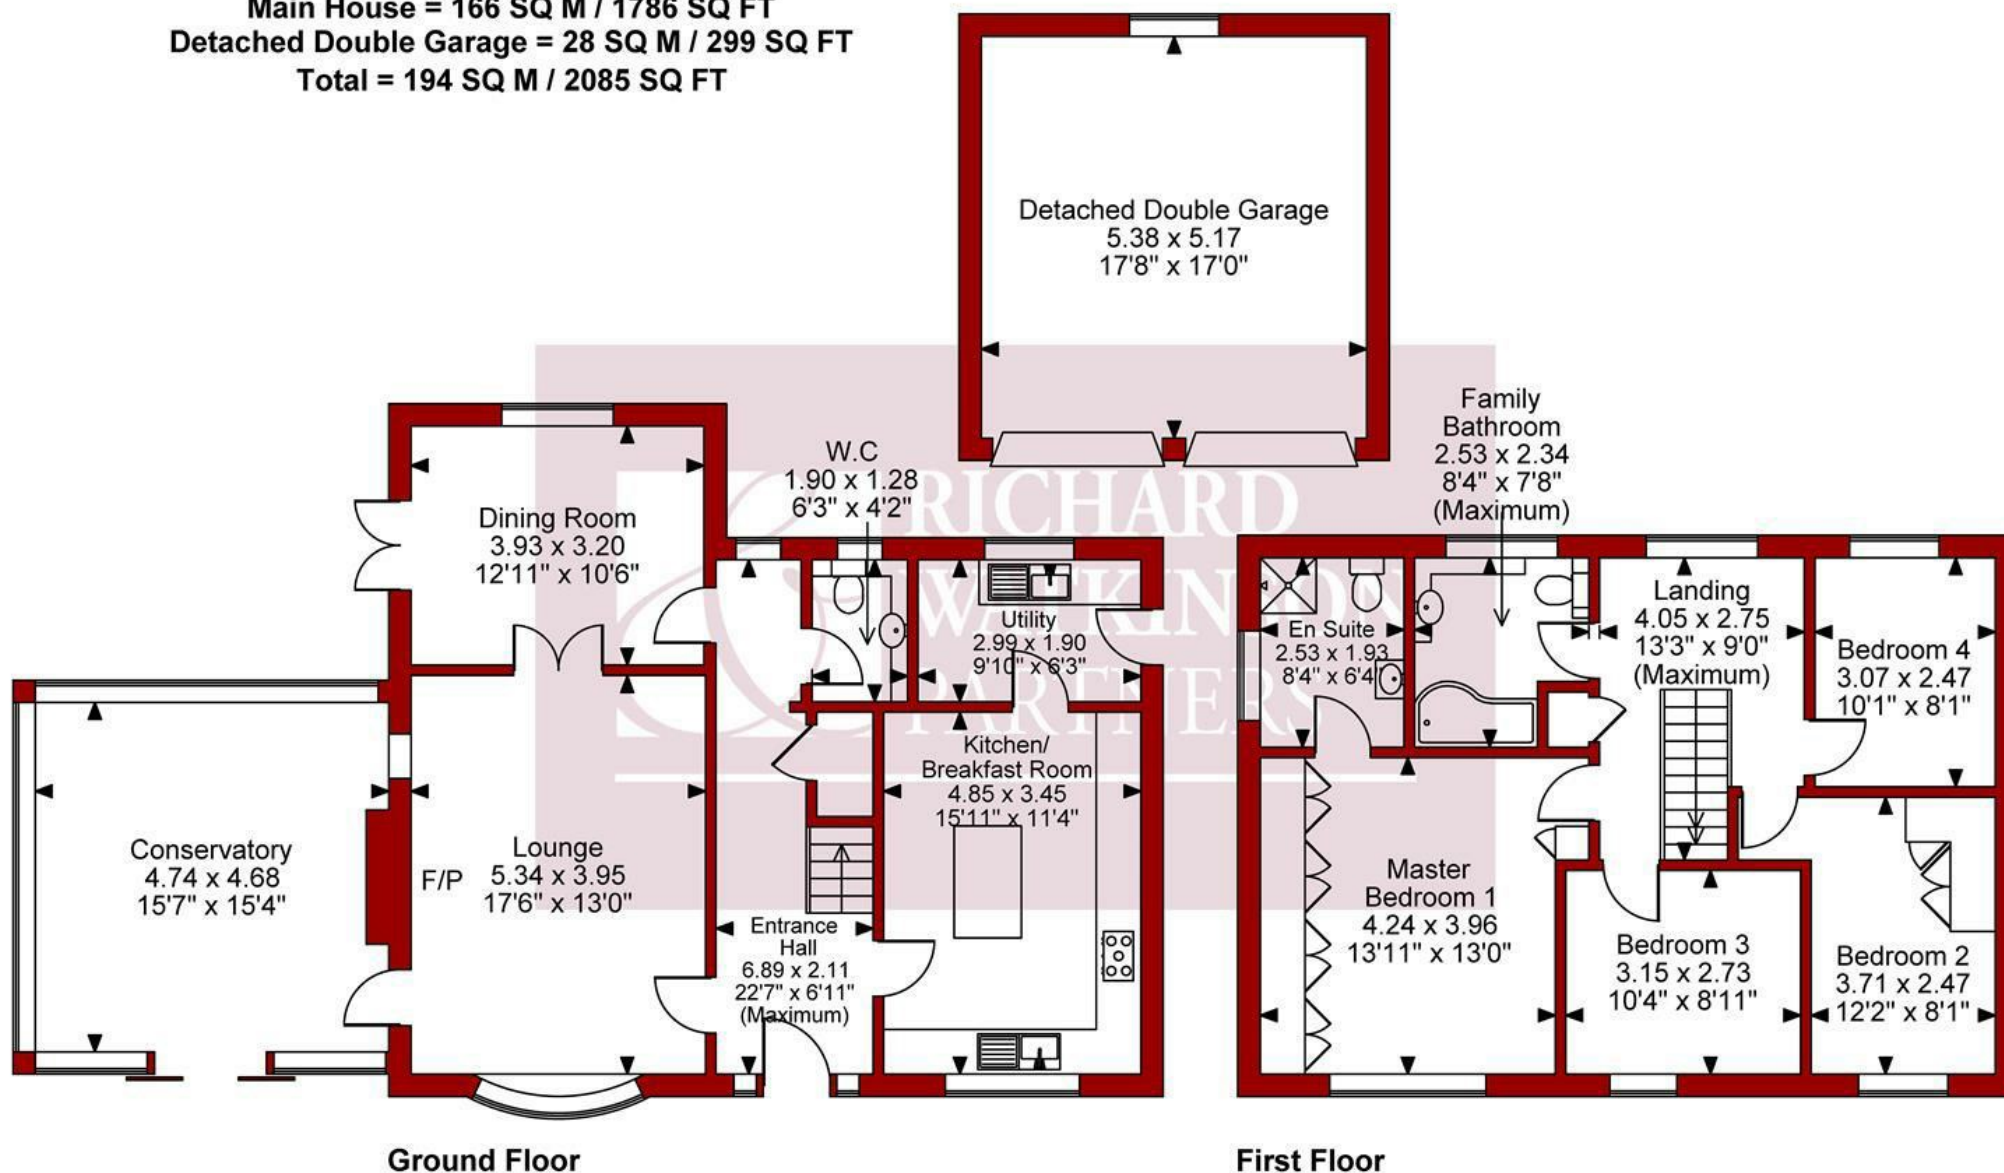 Main House = 166 SQ M / 1786 SQ FT
Detached Double Garage = 28 SQ M / 299 SQ FT
Total = 194 SQ M / 2085 SQ FT
Detached Double Garage
5.38 x 5.17
17'8" x 17'0"
Dining Room
3.93 x 3.20
12'11" x 10'6"
W.C
1.90 x 1.28
6'3" x 4'2"
Utility
2.99 x 1.90
9'10" x 6'3"
Kitchen/
Breakfast Room
4.85 x 3.45
15'11" x 11'4"
Conservatory
4.74 x 4.68
15'7" x 15'4"
F/P
Lounge
5.34 x 3.95
17'6" x 13'0"
Entrance
Hall
6.89 x 2.11
22'7" x 6'11"
(Maximum)
Ground Floor
Family
Bathroom
2.53 x 2.34
8'4" x 7'8"
(Maximum)
En Suite
2.53 x 1.93
8'4" x 6'4"
Landing
4.05 x 2.75
13'3" x 9'0"
(Maximum)
Bedroom 4
3.07 x 2.47
10'1" x 8'1"
Master
Bedroom 1
4.24 x 3.96
13'11" x 13'0"
Bedroom 3
3.15 x 2.73
10'4" x 8'11"
Bedroom 2
3.71 x 2.47
12'2" x 8'1"
First Floor
RICHARD
WATKINSON
PARTNERS